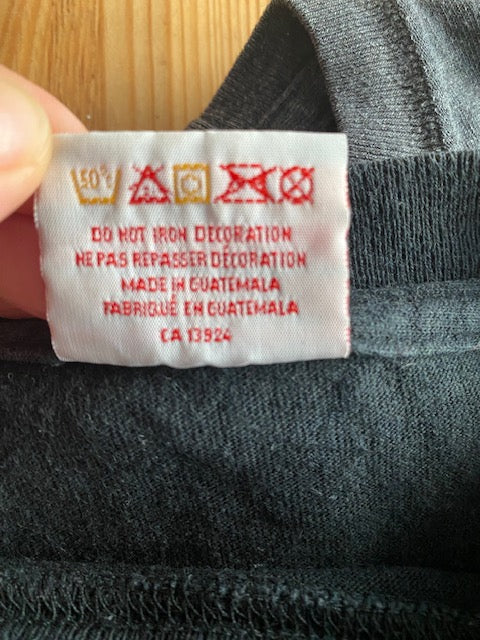 50°
DO NOT IRON DECORATION
NE PAS REPASSER DÉCORATION
MADE IN GUATEMALA
FABRIQUÉ EN GUATEMALA
CA 13924